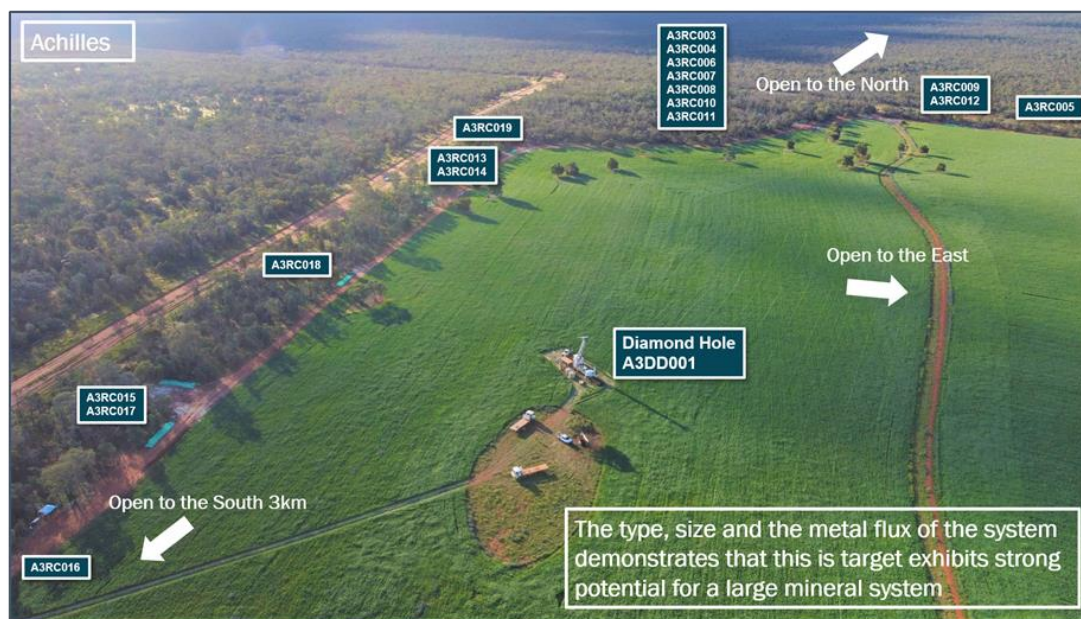 Achilles
A3RC003
A3RC004
A3RC006
A3RC007
A3RC008
A3RC010
A3RC011
Open to the North
A3RC009
A3RC012
A3RC005
A3RC019
A3RC013
A3RC014
A3RC018
Open to the East
Diamond Hole
A3DD001
A3RC015
A3RC017
Open to the South 3km
A3RC016
The type, size and the metal flux of the system
demonstrates that this is target exhibits strong
potential for a large mineral system